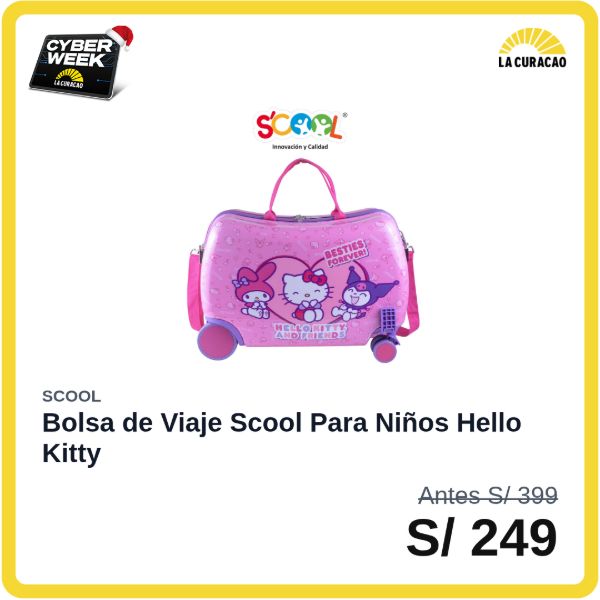 CYBER
WEEK
LA CURACAO
LA CURACAO
S'COOL®
Innovación y Calidad
BESTIES
FOREVER!
HELLO KITTY
AND FRIENDS
SCOOL
Bolsa de Viaje Scool Para Niños Hello
Kitty
Antes S/ 399
S/ 249